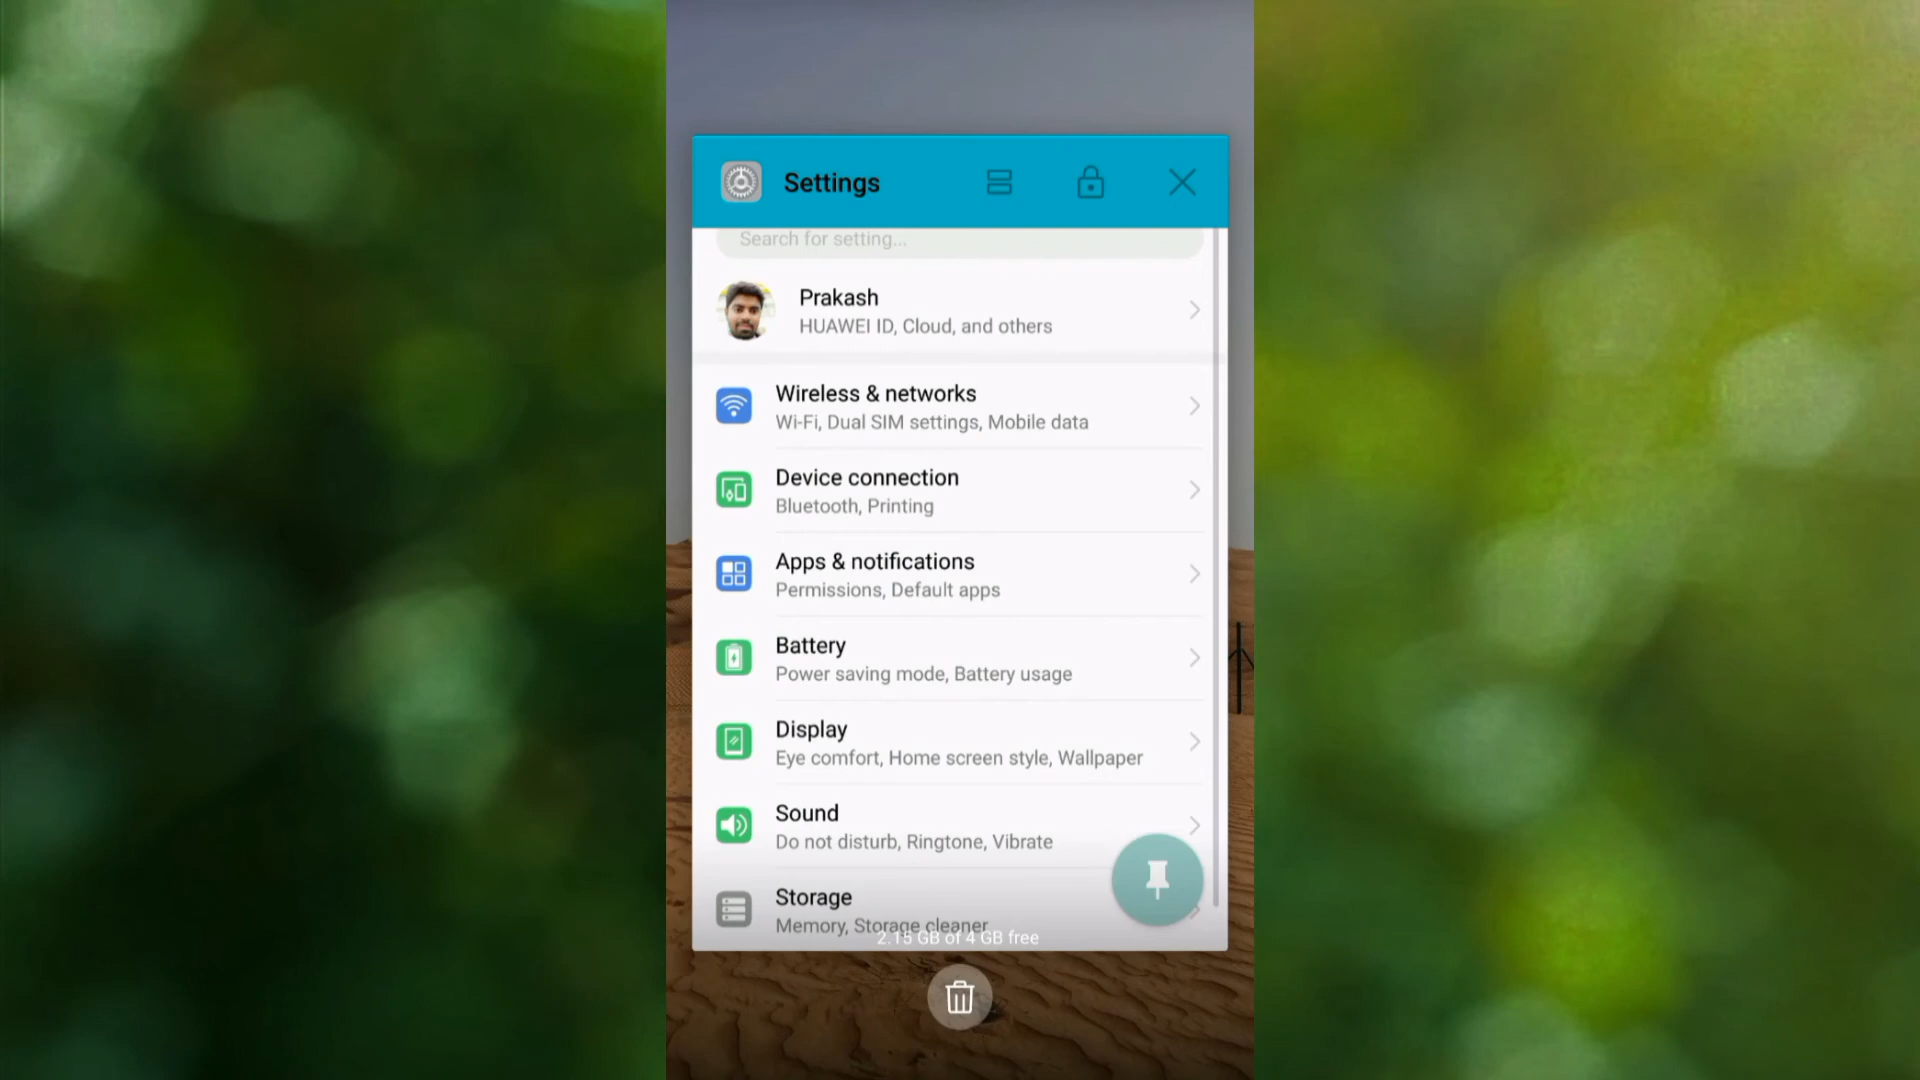 Settings
Search for setting...
Prakash
HUAWEI ID, Cloud, and others
Wireless & networks
Wi-Fi, Dual SIM settings, Mobile data
Device connection
Bluetooth, Printing
Apps & notifications
Permissions, Default apps
Battery
Power saving mode, Battery usage
Display
Eye comfort, Home screen style, Wallpaper
Sound
Do not disturb, Ringtone, Vibrate
Storage
Memory, Storage cleaner
2.15 GB of 4 GB free